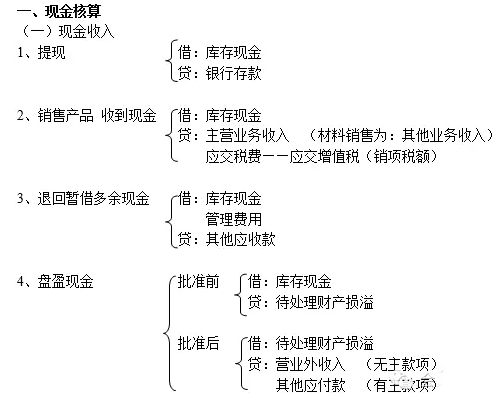 一、现金核算
（一）现金收入
1、提现 借：库存现金
贷：银行存款
2、销售产品 收到现金 借：库存现金
贷：主营业务收入 （材料销售为：其他业务收入）
应交税费——应交增值税（销项税额）
3、退回暂借多余现金 借：库存现金
管理费用
贷：其他应收款
4、盘盈现金 批准前 借：库存现金
贷：待处理财产损溢
批准后 借：待处理财产损溢
贷：营业外收入 （无主款项）
其他应付款 （有主款项）